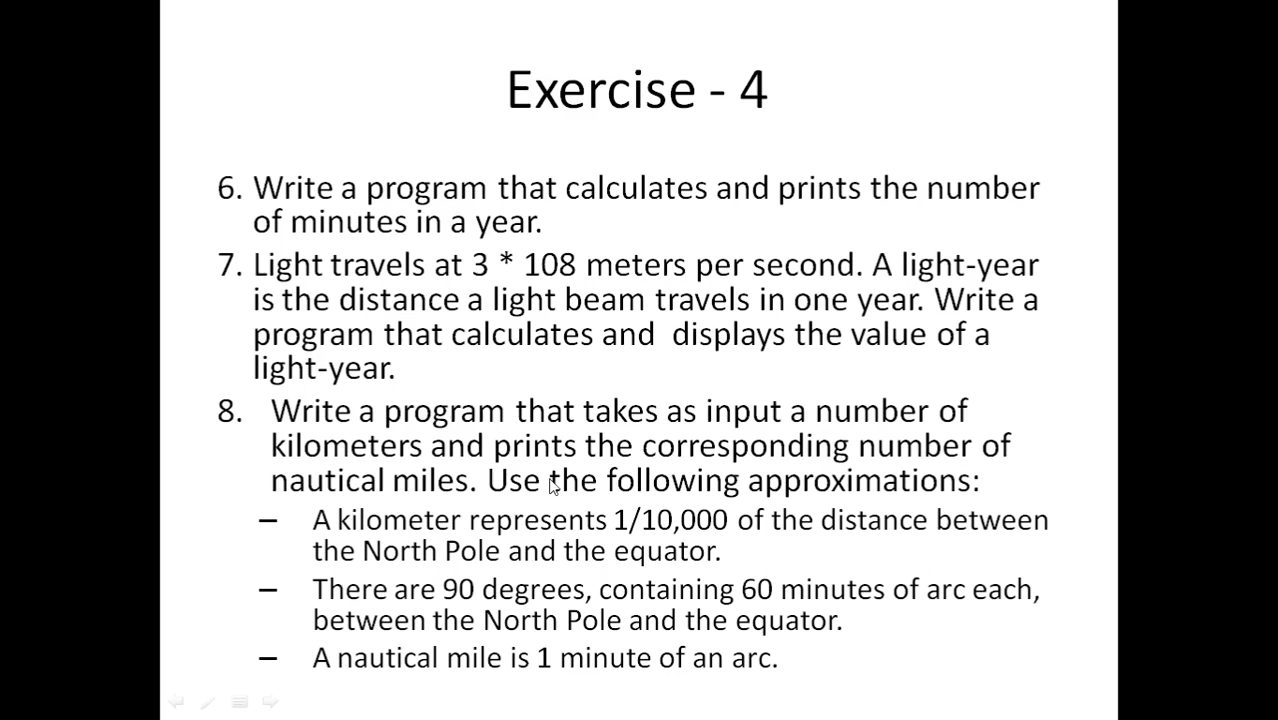 Exercise - 4
6. Write a program that calculates and prints the number
of minutes in a year.
7. Light travels at 3 * 108 meters per second. A light-year
is the distance a light beam travels in one year. Write a
program that calculates and displays the value of a
light-year.
8. Write a program that takes as input a number of
kilometers and prints the corresponding number of
nautical miles. Use the following approximations:
– A kilometer represents 1/10,000 of the distance between
the North Pole and the equator.
– There are 90 degrees, containing 60 minutes of arc each,
between the North Pole and the equator.
– A nautical mile is 1 minute of an arc.